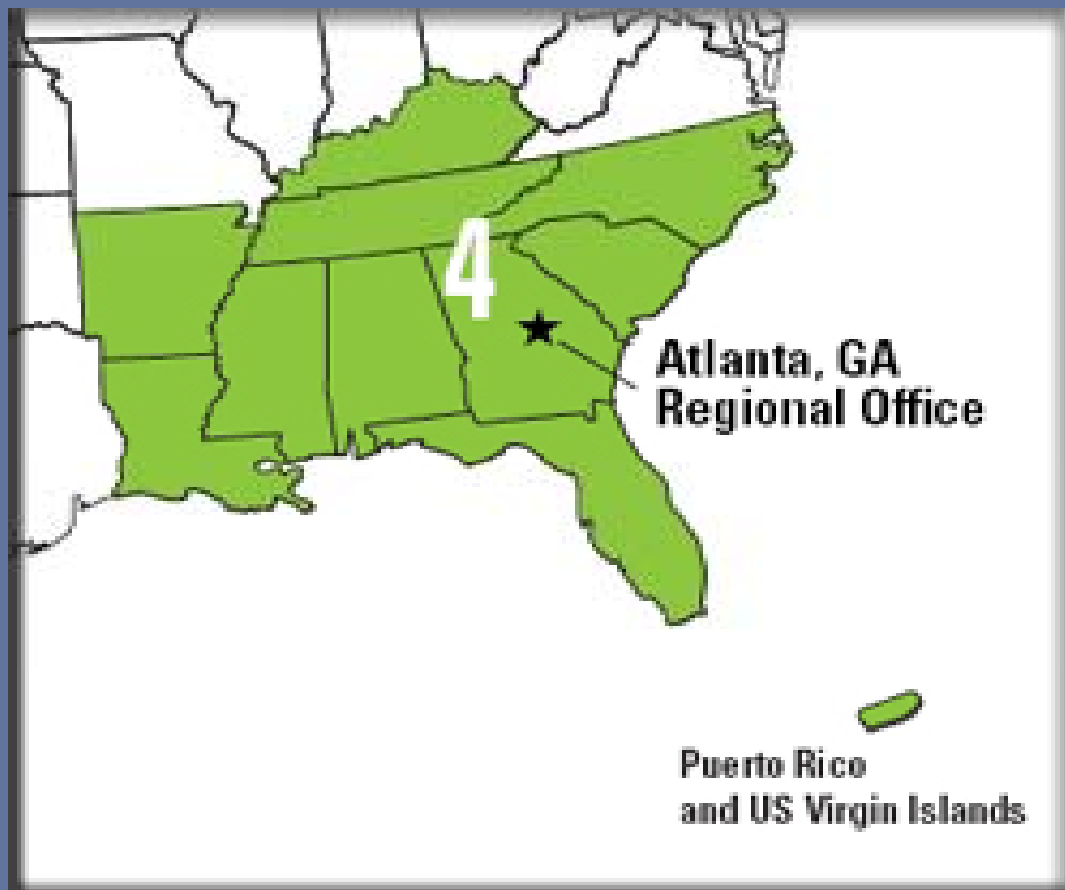 4
Atlanta, GA
Regional Office
Puerto Rico
and US Virgin Islands